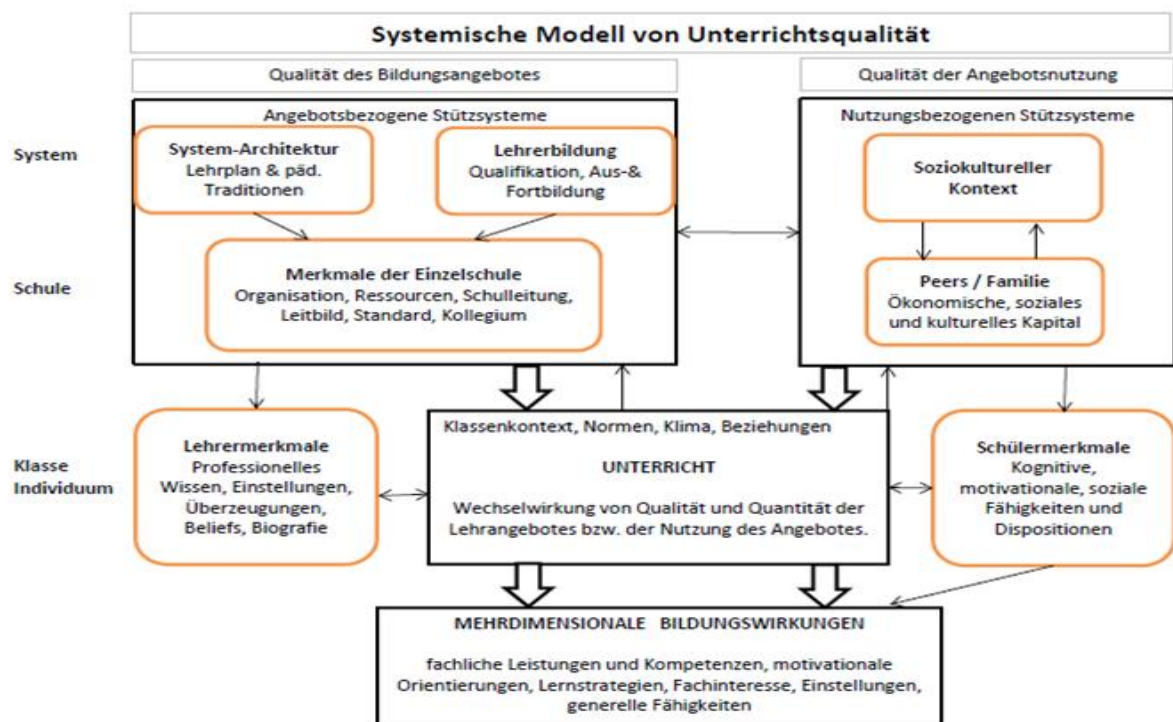 Systemische Modell von Unterrichtsqualität
Qualität des Bildungsangebotes
Qualität der Angebotsnutzung
Angebotsbezogene Stützsysteme
Nutzungsbezogenen Stützsysteme
System
System-Architektur
Lehrplan & päd.
Traditionen
Lehrerbildung
Qualifikation, Aus-&
Fortbildung
Soziokultureller
Kontext
Schule
Merkmale der Einzelschule
Organisation, Ressourcen, Schulleitung,
Leitbild, Standard, Kollegium
Peers / Familie
Ökonomische, soziales
und kulturelles Kapital
Klasse
Individuum
Lehrermerkmale
Professionelles
Wissen, Einstellungen,
Überzeugungen,
Beliefs, Biografie
Klassenkontext, Normen, Klima, Beziehungen
UNTERRICHT
Wechselwirkung von Qualität und Quantität der
Lehrangebotes bzw. der Nutzung des Angebotes.
Schülermerkmale
Kognitive,
motivationale, soziale
Fähigkeiten und
Dispositionen
MEHRDIMENSIONALE BILDUNGSWIRKUNGEN
fachliche Leistungen und Kompetenzen, motivationale
Orientierungen, Lernstrategien, Fachinteresse, Einstellungen,
generelle Fähigkeiten